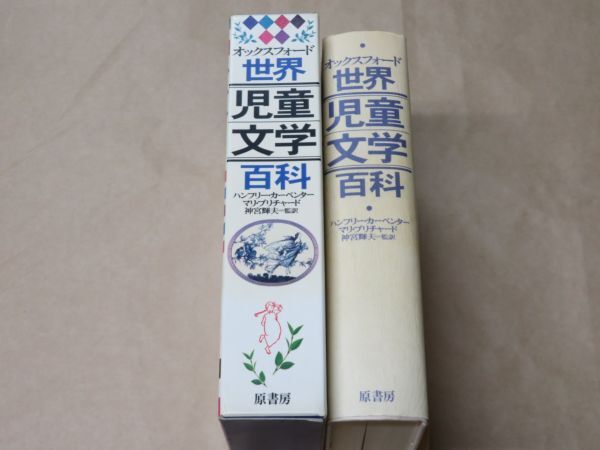 オックスフォード
世界
児童
文学
百科
ハンフリー・カーペンター
マリ・プリチャード
神宮輝夫=監訳
原書房
オックスフォード
世界
児童
文学
百科
ハンフリー・カーペンター
マリ・プリチャード
神宮輝夫=監訳
原書房